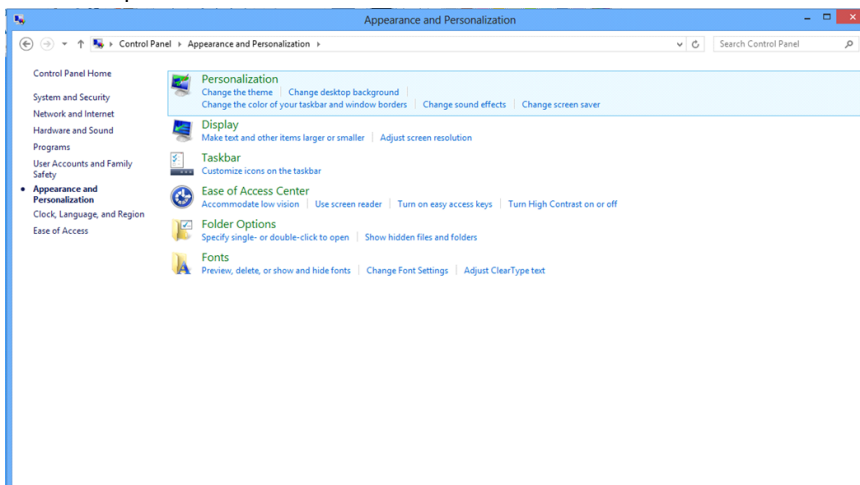 Appearance and Personalization
Control Panel Appearance and Personalization
Search Control Panel
Control Panel Home
System and Security
Network and Internet
Hardware and Sound
Programs
User Accounts and Family
Safety
Appearance and
Personalization
Clock, Language, and Region
Ease of Access
Personalization
Change the theme Change desktop background
Change the color of your taskbar and window borders Change sound effects Change screen saver
Display
Make text and other items larger or smaller Adjust screen resolution
Taskbar
Customize icons on the taskbar
Ease of Access Center
Accommodate low vision Use screen reader Turn on easy access keys Turn High Contrast on or off
Folder Options
Specify single- or double-click to open Show hidden files and folders
Fonts
Preview, delete, or show and hide fonts Change Font Settings Adjust ClearType text